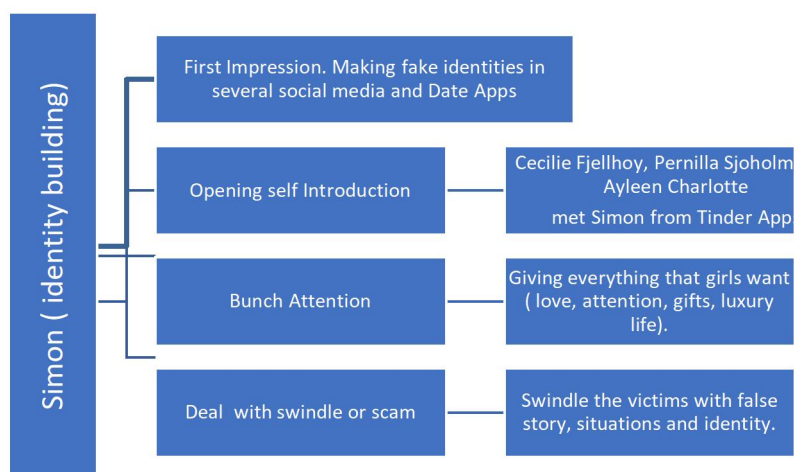 Simon ( identity building)
First Impression. Making fake identities in
several social media and Date Apps
Opening self Introduction
Cecilie Fjellhoy, Pernilla Sjoholm
Ayleen Charlotte
met Simon from Tinder App
Bunch Attention
Giving everything that girls want
( love, attention, gifts, luxury
life).
Deal with swindle or scam
Swindle the victims with false
story, situations and identity.